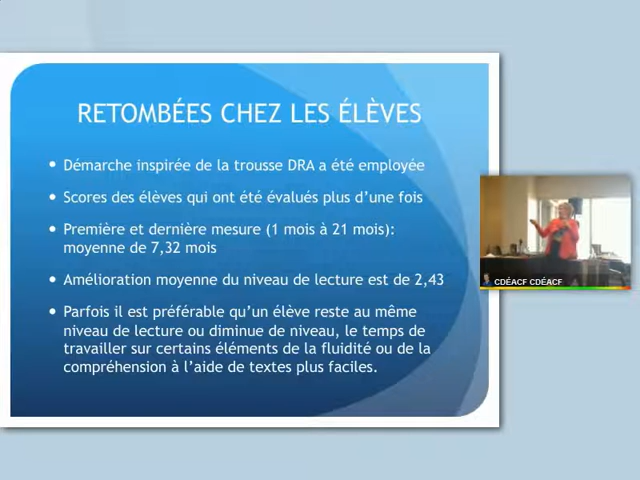 RETOMBÉES CHEZ LES ÉLÈVES
• Démarche inspirée de la trousse DRA a été employée
• Scores des élèves qui ont été évalués plus d'une fois
• Première et dernière mesure (1 mois à 21 mois):
moyenne de 7,32 mois
• Amélioration moyenne du niveau de lecture est de 2,43
• Parfois il est préférable qu'un élève reste au même
niveau de lecture ou diminue de niveau, le temps de
travailler sur certains éléments de la fluidité ou de la
compréhension à l'aide de textes plus faciles.
CDÉACF CDÉACF